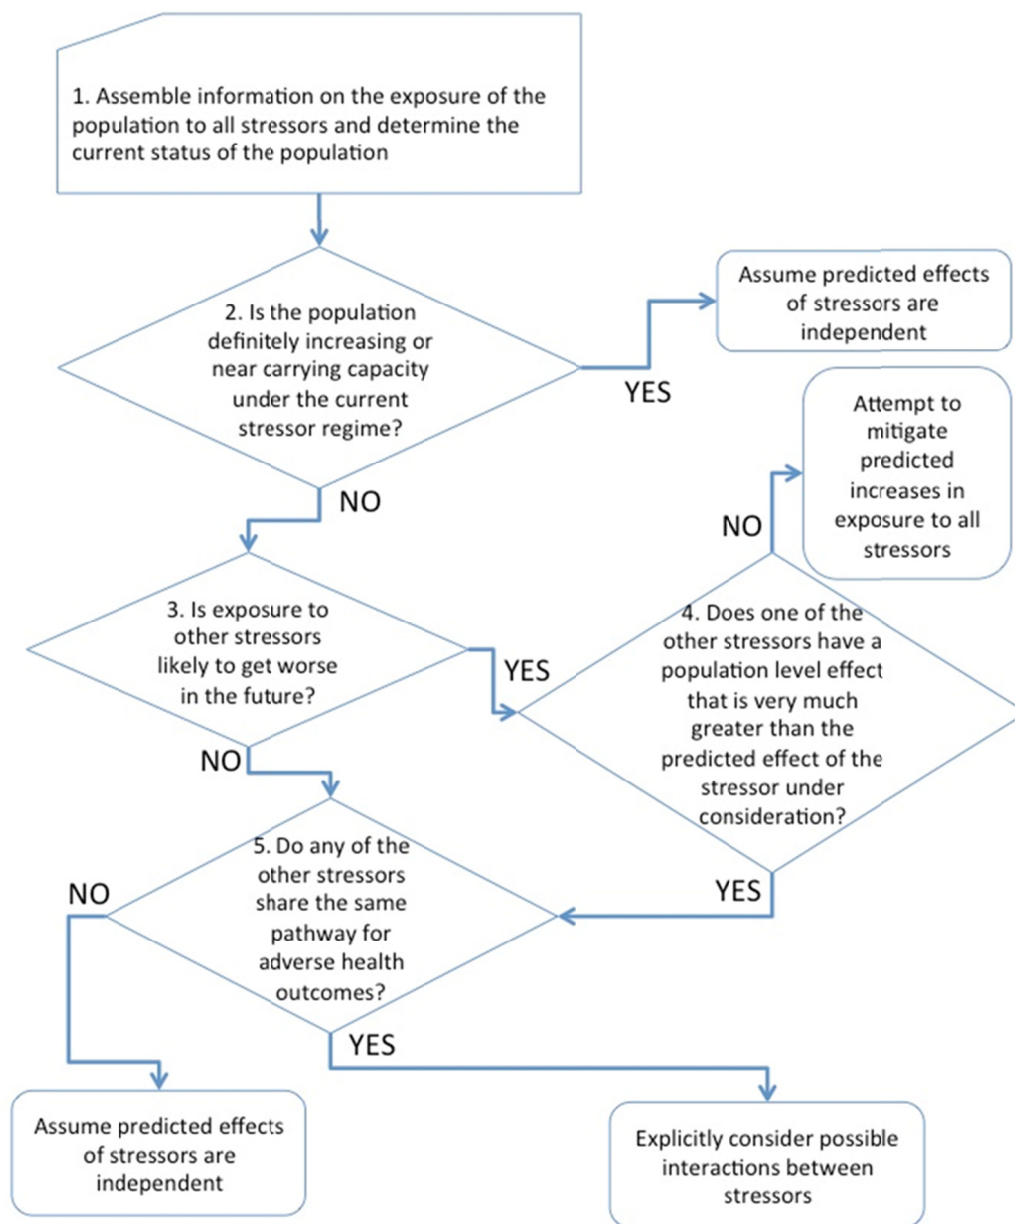 1. Assemble information on the exposure of the
population to all stressors and determine the
current status of the population
2. Is the population
definitely increasing or
near carrying capacity
under the current
stressor regime?
YES
Assume predicted effects
of stressors are
independent
NO
3. Is exposure to
other stressors
likely to get worse
in the future?
YES
4. Does one of the
other stressors have a
population level effect
that is very much
greater than the
predicted effect of the
stressor under
consideration?
NO
Attempt to
mitigate
predicted
increases in
exposure to all
stressors
YES
NO
5. Do any of the
other stressors
share the same
pathway for
adverse health
outcomes?
NO
Assume predicted effects
of stressors are
independent
YES
Explicitly consider possible
interactions between
stressors